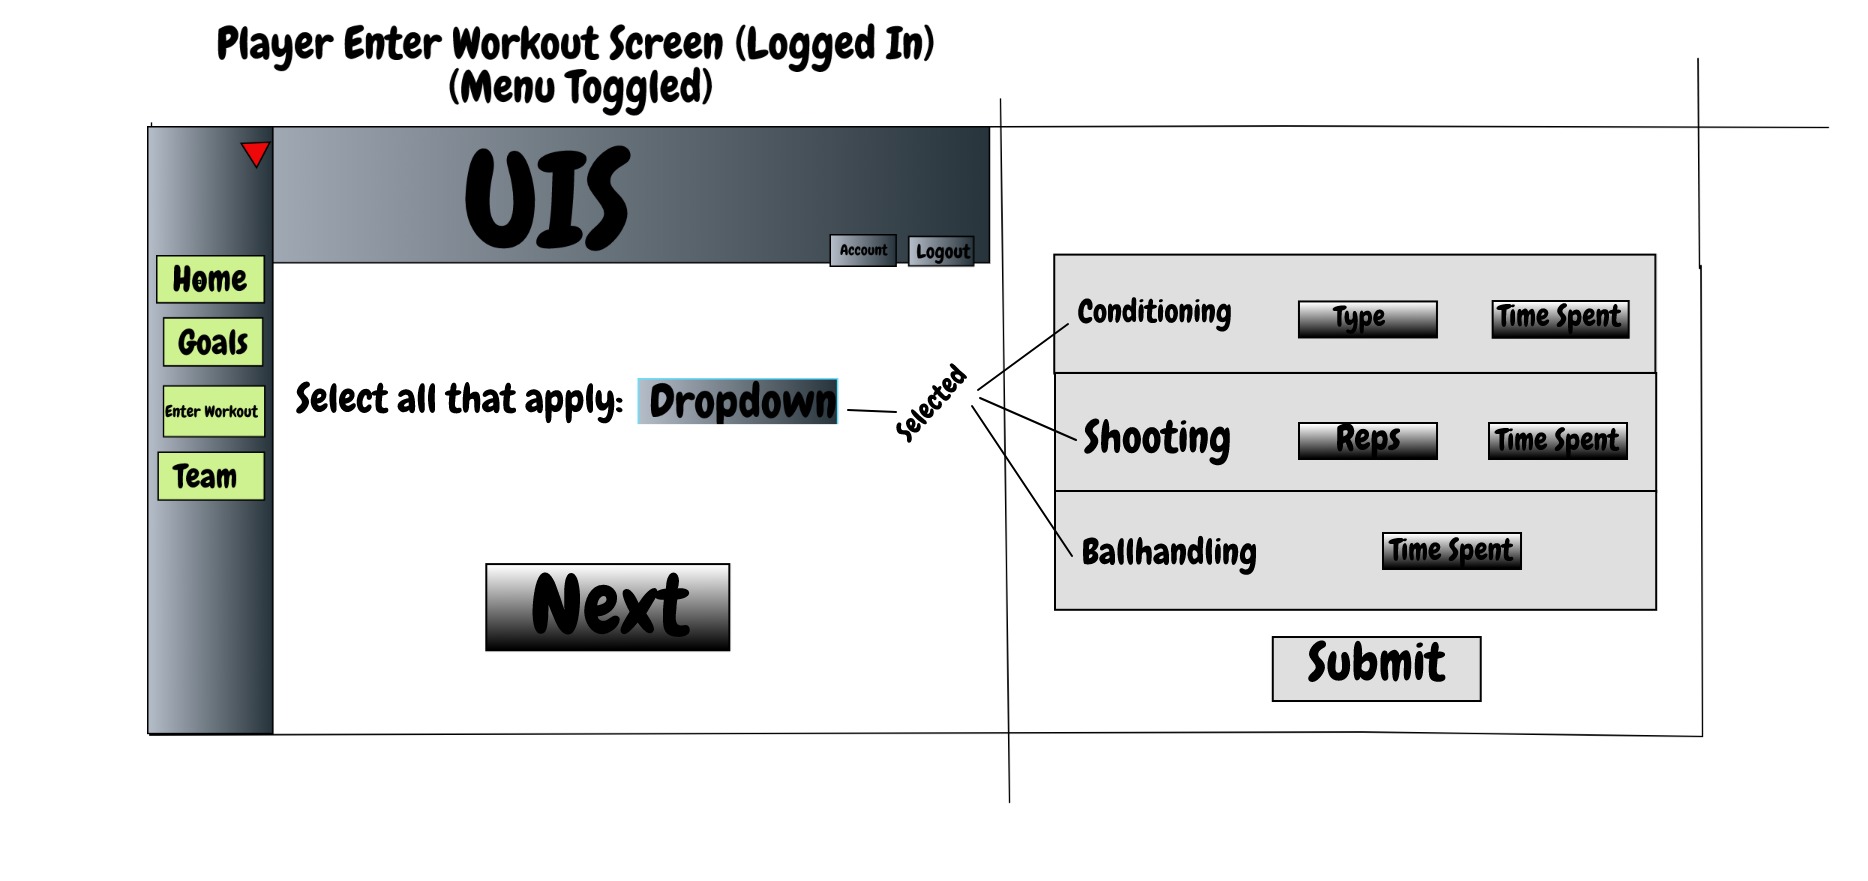 Player Enter Workout Screen (Logged In)
(Menu Toggled)
UIS
Account
Logout
Home
Goals
Enter Workout
Team
Select all that apply:
Dropdown
Selected
Next
Conditioning
Type
Time Spent
Shooting
Reps
Time Spent
Ballhandling
Time Spent
Submit